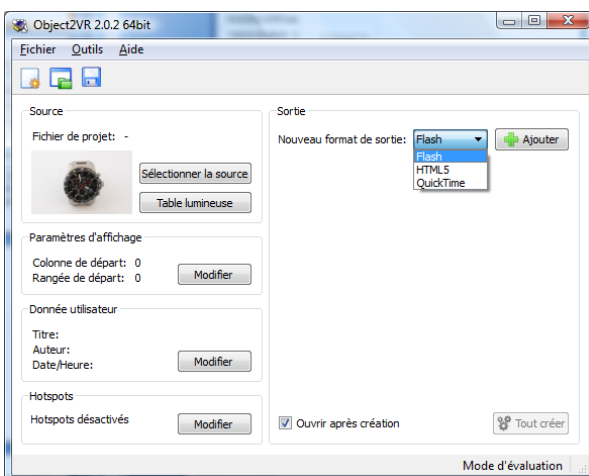 Object2VR 2.0.2 64bit
Fichier Outils Aide
Source
Fichier de projet: -
Sélectionner la source
Table lumineuse
Paramètres d'affichage
Colonne de départ: 0
Rangée de départ: 0
Modifier
Donnée utilisateur
Titre:
Auteur:
Date/Heure:
Modifier
Hotspots
Hotspots désactivés
Modifier
Sortie
Nouveau format de sortie: Flash Ajouter
Flash
HTML5
QuickTime
Ouvrir après création
Tout créer
Mode d'évaluation